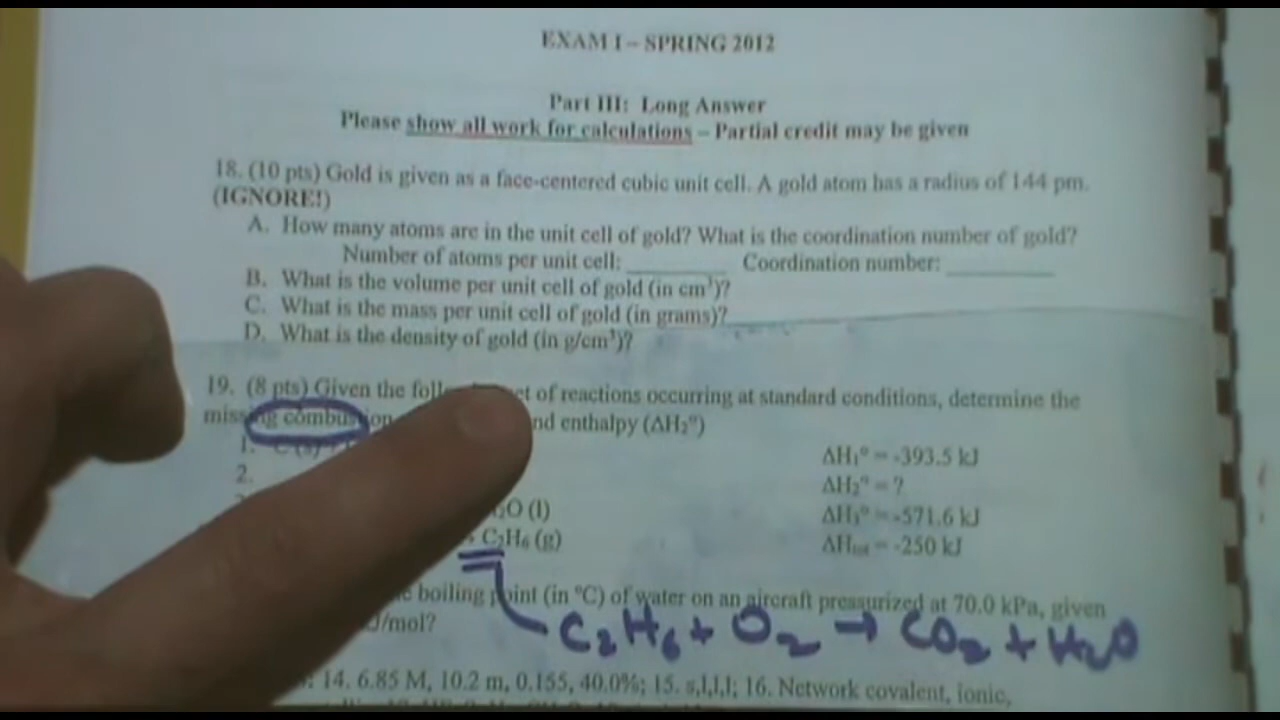 EXAM I – SPRING 2012
Part III: Long Answer
Please show all work for calculations – Partial credit may be given
18. (10 pts) Gold is given as a face-centered cubic unit cell. A gold atom has a radius of 144 pm.
(IGNORE!)
A. How many atoms are in the unit cell of gold? What is the coordination number of gold?
Number of atoms per unit cell: ________ Coordination number: ________
B. What is the volume per unit cell of gold (in cm³)?
C. What is the mass per unit cell of gold (in grams)?
D. What is the density of gold (in g/cm³)?
19. (8 pts) Given the of reactions occurring at standard conditions, determine the
enthalpy (ΔH₂°)
1. C (s) ΔH₁° = -393.5 kJ
2. ΔH₂° = ?
O (l) ΔH₃° = -571.6 kJ
C₂H₆ (g) = -250 kJ
boiling point (in °C) of water on an aircraft pressurized at 70.0 kPa, given
J/mol?
C₂H₆ + O₂ → CO₂ + H₂O
14. 6.85 M, 10.2 m, 0.155, 40.0%; 15. s,l,l,l; 16. Network covalent, ionic,